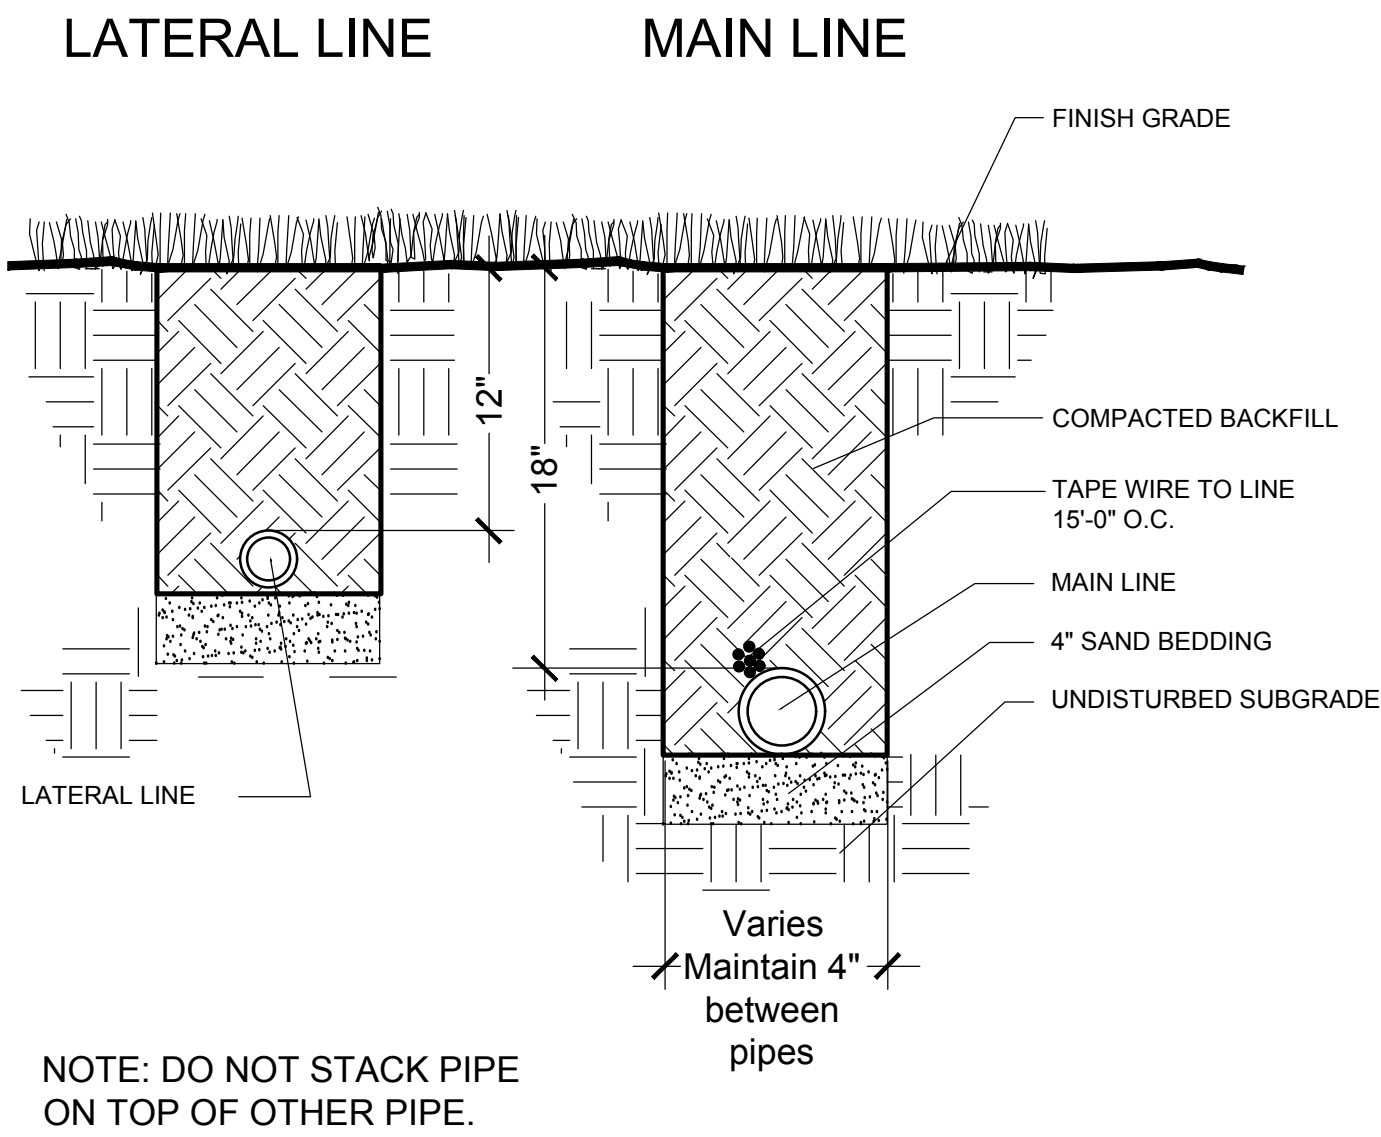 LATERAL LINE
MAIN LINE
FINISH GRADE
12"
18"
COMPACTED BACKFILL
TAPE WIRE TO LINE
15'-0" O.C.
MAIN LINE
4" SAND BEDDING
UNDISTURBED SUBGRADE
LATERAL LINE
Varies
Maintain 4"
between
pipes
NOTE: DO NOT STACK PIPE
ON TOP OF OTHER PIPE.